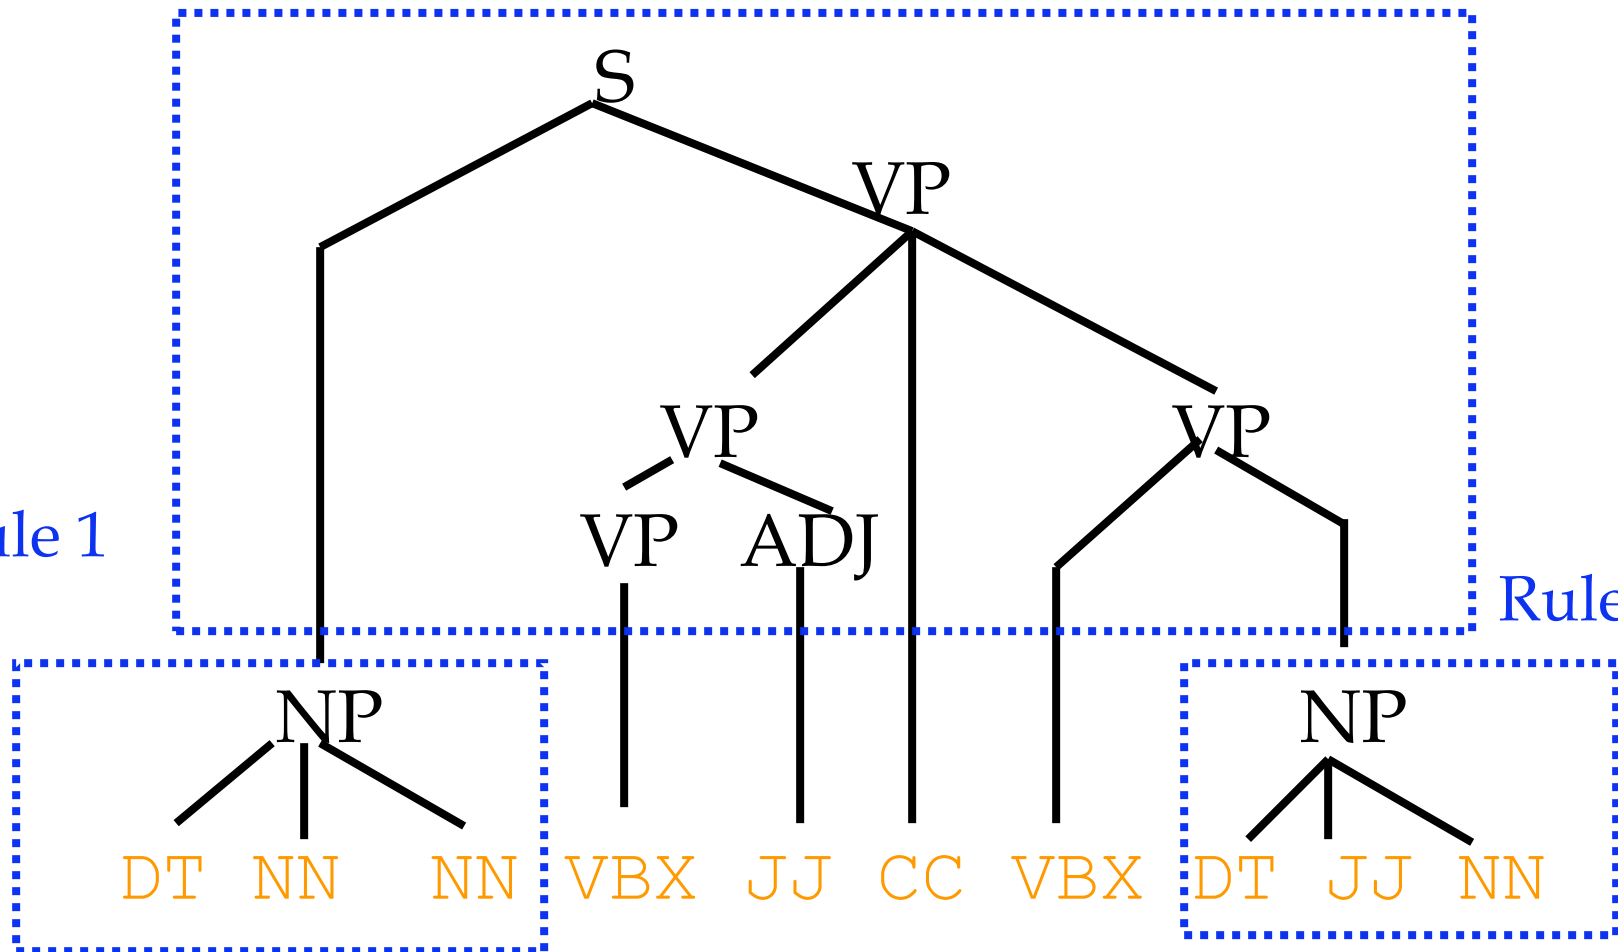 S
VP
VP VP
VP ADJ
ule 1
Rule
NP NP
DT NN NN VBX JJ CC VBX DT JJ NN